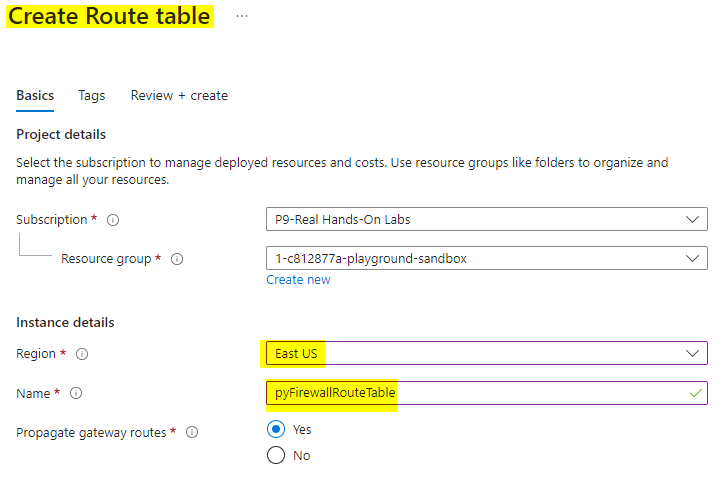 Create Route table ...
Basics Tags Review + create
Project details
Select the subscription to manage deployed resources and costs. Use resource groups like folders to organize and
manage all your resources.
Subscription * P9-Real Hands-On Labs
Resource group * 1-c812877a-playground-sandbox
Create new
Instance details
Region * East US
Name * pyFirewallRouteTable
Propagate gateway routes * Yes
No